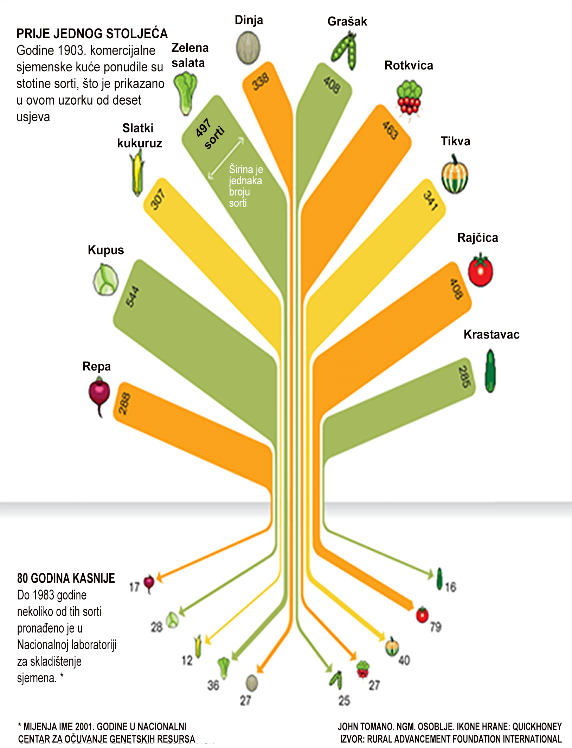 PRIJE JEDNOG STOLJEĆA
Godine 1903. komercijalne
sjemenske kuće ponudile su
stotine sorti, što je prikazano
u ovom uzorku od deset
usjeva
Dinja
338
Grašak
408
Zelena
salata
497 sorti
Širina je
jednaka
broju
sorti
Rotkvica
463
Slatki
kukuruz
307
Tikva
341
Kupus
544
Rajčica
408
Repa
288
Krastavac
285
80 GODINA KASNIJE
Do 1983 godine
nekoliko od tih sorti
pronađeno je u
Nacionalnoj laboratoriji
za skladištenje
sjemena. *
17
28
12
36
27
25
27
40
79
16
* MIJENJA IME 2001. GODINE U NACIONALNI
CENTAR ZA OČUVANJE GENETSKIH RESURSA
JOHN TOMANO. NGM. OSOBLJE. IKONE HRANE: QUICKHONEY
IZVOR: RURAL ADVANCEMENT FOUNDATION INTERNATIONAL